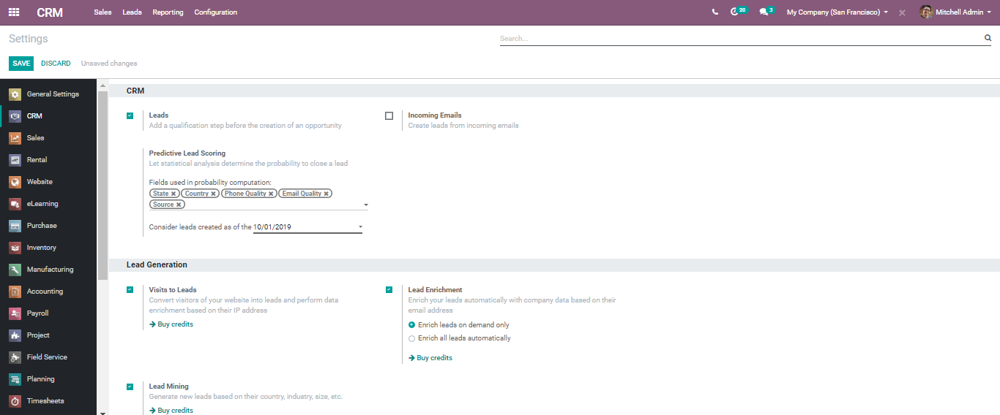 CRM Sales Leads Reporting Configuration 20 3 My Company (San Francisco) Mitchell Admin
Settings Search...
SAVE DISCARD Unsaved changes
General Settings
CRM
Sales
Rental
Website
eLearning
Purchase
Inventory
Manufacturing
Accounting
Payroll
Project
Field Service
Planning
Timesheets
CRM
Leads
Add a qualification step before the creation of an opportunity
Incoming Emails
Create leads from incoming emails
Predictive Lead Scoring
Let statistical analysis determine the probability to close a lead
Fields used in probability computation:
State Country Phone Quality Email Quality
Source
Consider leads created as of the 10/01/2019
Lead Generation
Visits to Leads
Convert visitors of your website into leads and perform data
enrichment based on their IP address
Buy credits
Lead Enrichment
Enrich your leads automatically with company data based on their
email address
Enrich leads on demand only
Enrich all leads automatically
Buy credits
Lead Mining
Generate new leads based on their country, industry, size, etc.
Buy credits